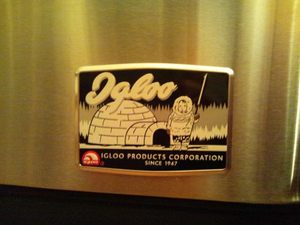 Igloo
IGLOO PRODUCTS CORPORATION
SINCE 1947